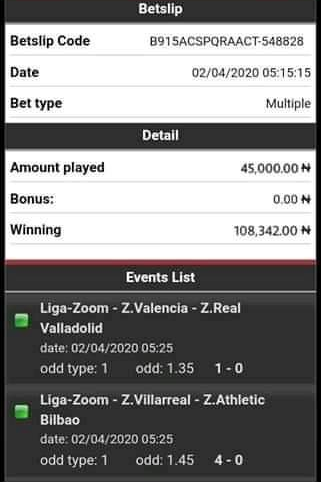 Betslip
Betslip Code B915ACSPQRAACT-548828
Date 02/04/2020 05:15:15
Bet type Multiple
Detail
Amount played 45,000.00 ₦
Bonus: 0.00 ₦
Winning 108,342.00 ₦
Events List
Liga-Zoom - Z.Valencia - Z.Real
Valladolid
date: 02/04/2020 05:25
odd type: 1 odd: 1.35 1 - 0
Liga-Zoom - Z.Villarreal - Z.Athletic
Bilbao
date: 02/04/2020 05:25
odd type: 1 odd: 1.45 4 - 0